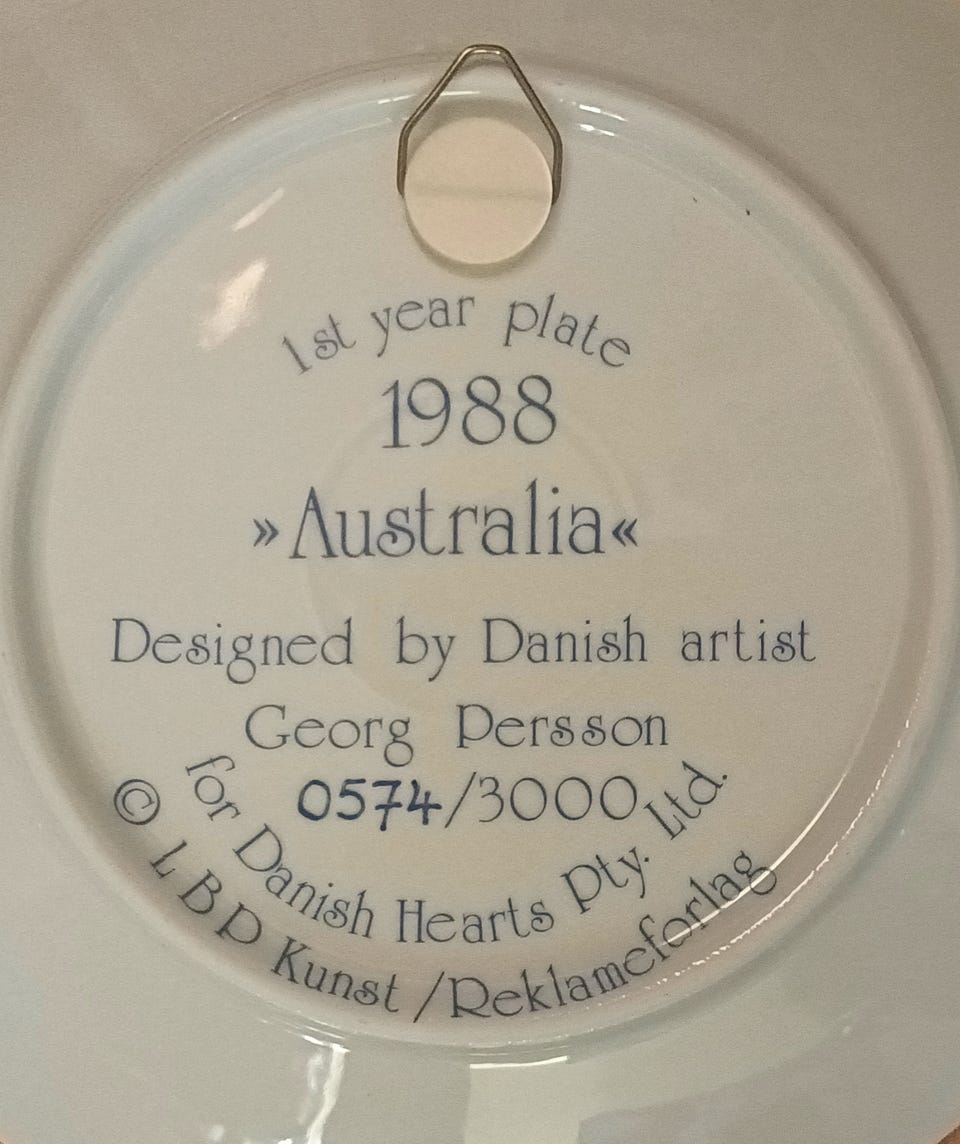 1st year plate
1988
»Australia«
Designed by Danish artist
Georg Persson
0574/3000
for Danish Hearts Pty. Ltd.
© LBP Kunst/Reklameforlag